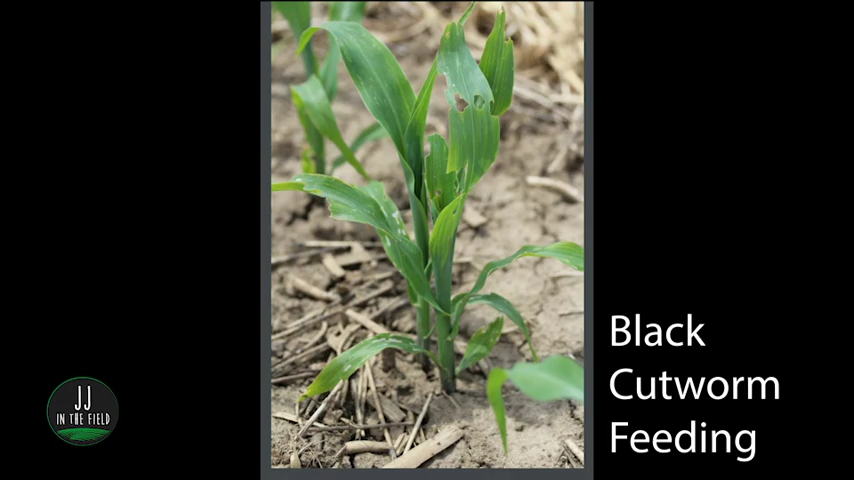 Black
Cutworm
Feeding
JJ
IN THE FIELD